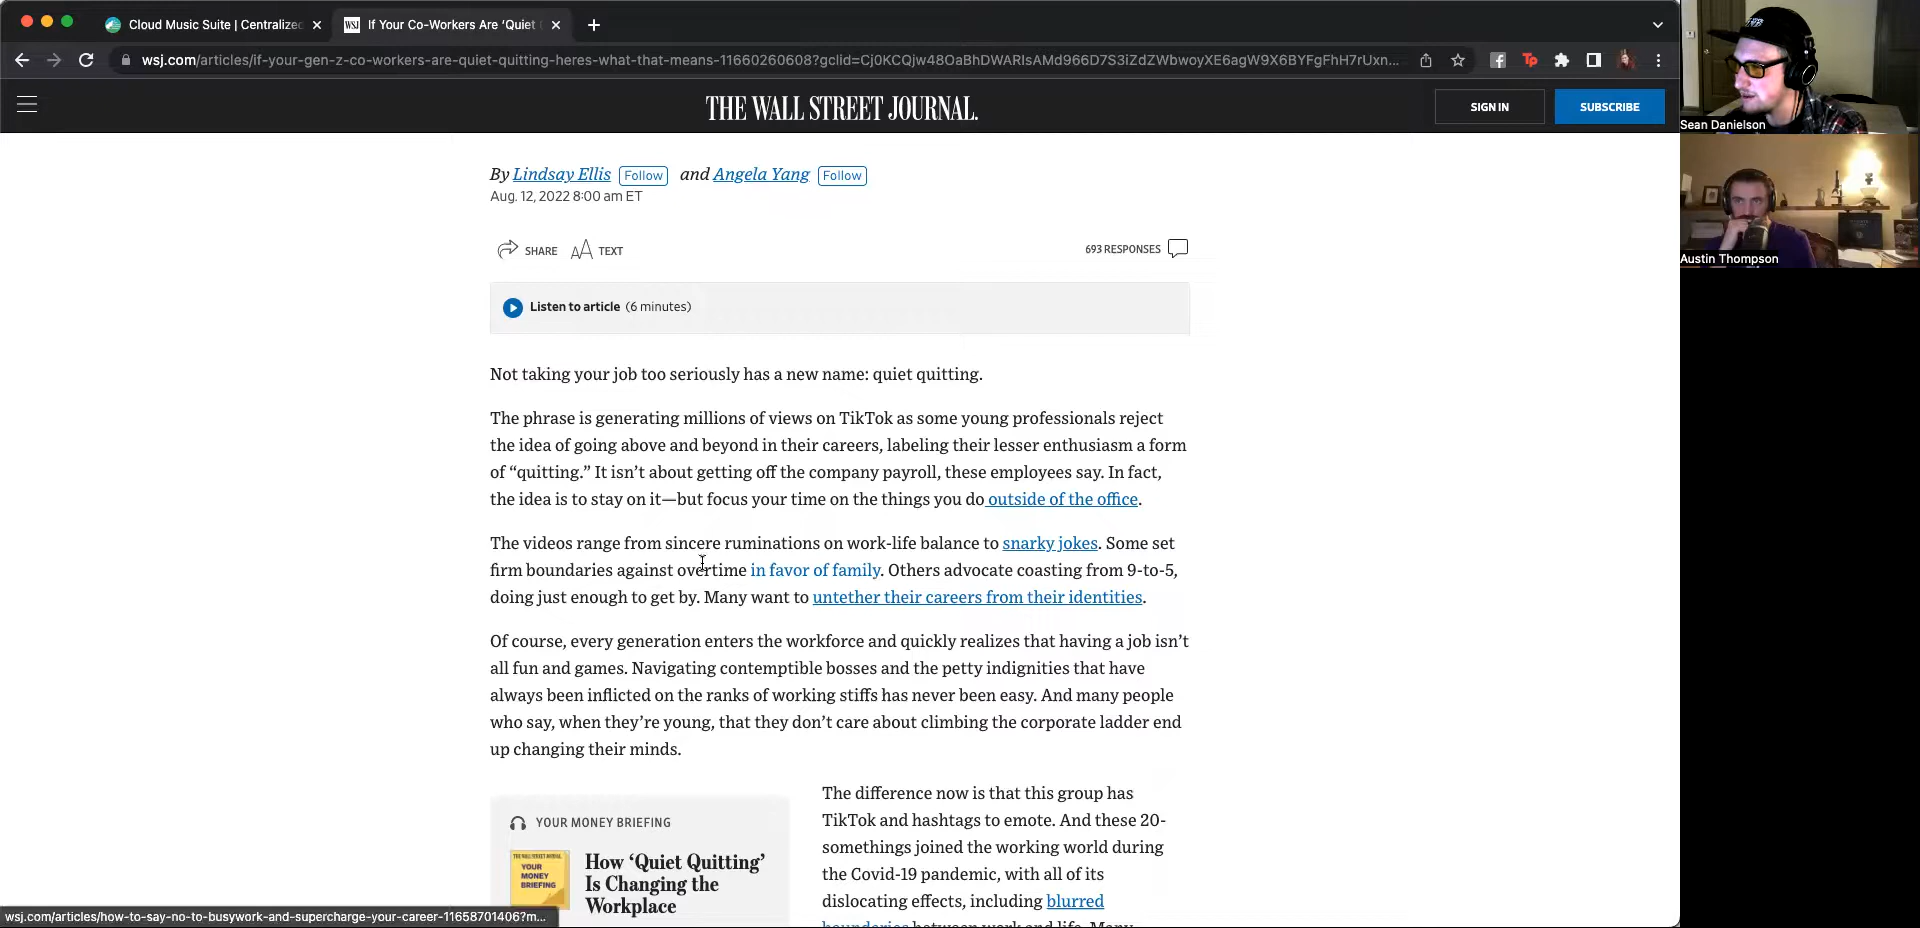 Cloud Music Suite | Centralize
If Your Co-Workers Are ‘Quiet
wsj.com/articles/if-your-gen-z-co-workers-are-quiet-quitting-heres-what-that-means-11660260608?gclid=Cj0KCQjw48OaBhDWARIsAMd966D7S3iZdZWbwoyXE6agW9X6BYFgFhH7rUxn...
THE WALL STREET JOURNAL.
SIGN IN
SUBSCRIBE
Sean Danielson
By Lindsay Ellis Follow and Angela Yang Follow
Aug. 12, 2022 8:00 am ET
Austin Thompson
SHARE
AA TEXT
693 RESPONSES
Listen to article (6 minutes)
Not taking your job too seriously has a new name: quiet quitting.
The phrase is generating millions of views on TikTok as some young professionals reject
the idea of going above and beyond in their careers, labeling their lesser enthusiasm a form
of “quitting.” It isn’t about getting off the company payroll, these employees say. In fact,
the idea is to stay on it—but focus your time on the things you do outside of the office.
The videos range from sincere ruminations on work-life balance to snarky jokes. Some set
firm boundaries against overtime in favor of family. Others advocate coasting from 9-to-5,
doing just enough to get by. Many want to untether their careers from their identities.
Of course, every generation enters the workforce and quickly realizes that having a job isn’t
all fun and games. Navigating contemptible bosses and the petty indignities that have
always been inflicted on the ranks of working stiffs has never been easy. And many people
who say, when they’re young, that they don’t care about climbing the corporate ladder end
up changing their minds.
YOUR MONEY BRIEFING
THE WALL STREET JOURNAL
YOUR
MONEY
BRIEFING
How ‘Quiet Quitting’
Is Changing the
Workplace
The difference now is that this group has
TikTok and hashtags to emote. And these 20-
somethings joined the working world during
the Covid-19 pandemic, with all of its
dislocating effects, including blurred
boundaries between work and life. Many
wsj.com/articles/how-to-say-no-to-busywork-and-supercharge-your-career-11658701406?m...